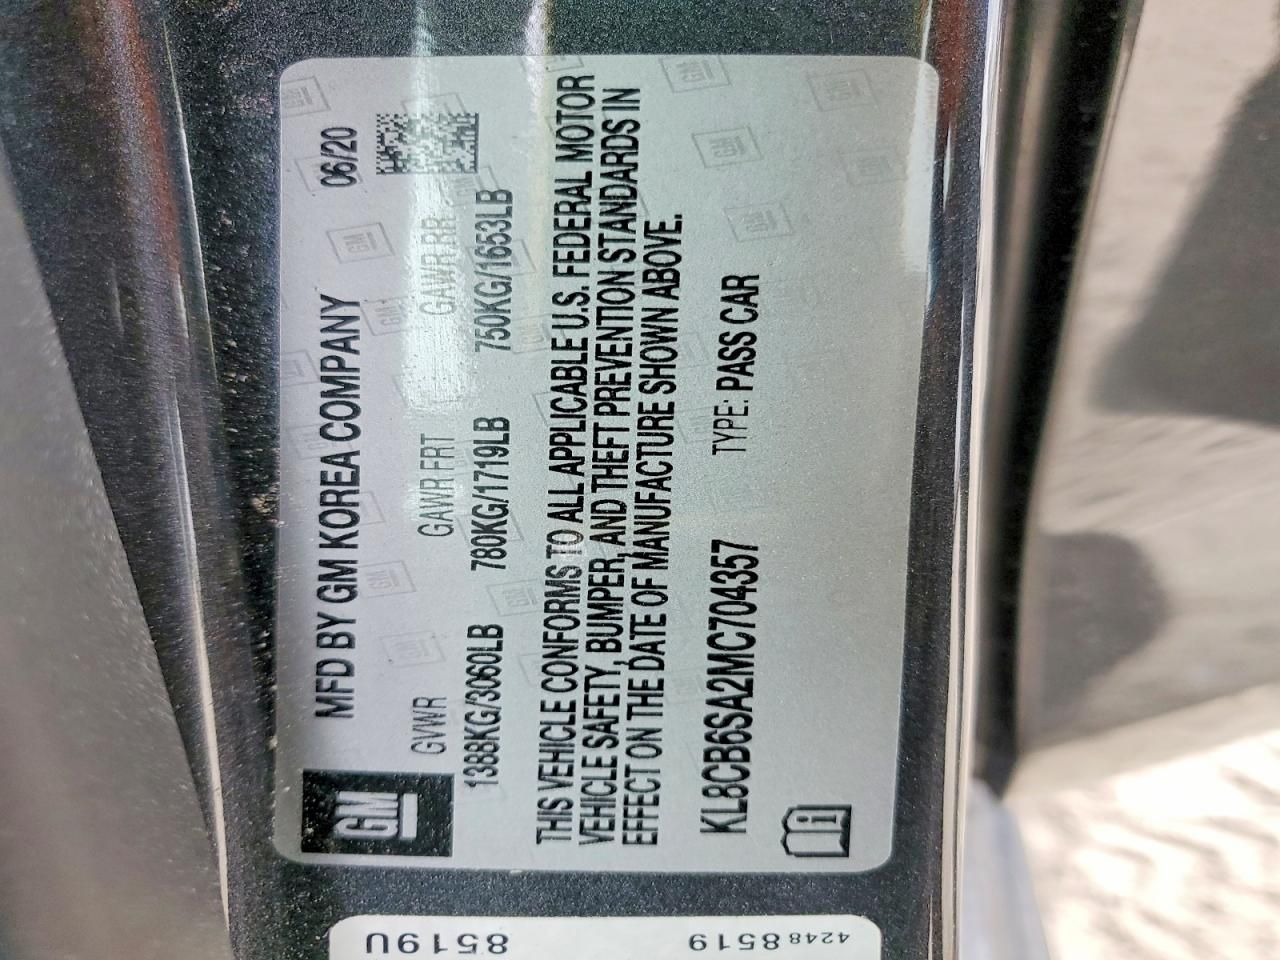 GM
MFD BY GM KOREA COMPANY 06/20
GVWR GAWR FRT GAWR RR
1388KG/3060LB 780KG/1719LB 750KG/1653LB
THIS VEHICLE CONFORMS TO ALL APPLICABLE U.S. FEDERAL MOTOR
VEHICLE SAFETY, BUMPER, AND THEFT PREVENTION STANDARDS IN
EFFECT ON THE DATE OF MANUFACTURE SHOWN ABOVE.
KL8CB6SA2MC704357 TYPE: PASS CAR
i
42488519
8519U